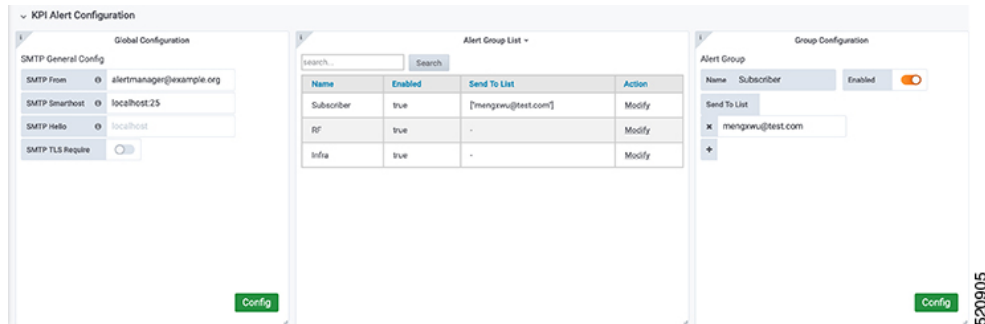 KPI Alert Configuration
Global Configuration
SMTP General Config
SMTP From alertmanager@example.org
SMTP Smarthost localhost:25
SMTP Hello localhost
SMTP TLS Require
Config
Alert Group List
search... Search
Name Enabled Send To List Action
Subscriber true ["mengxwu@test.com"] Modify
RF true - Modify
Infra true - Modify
Group Configuration
Alert Group
Name Subscriber Enabled
Send To List
× mengxwu@test.com
+
Config
520905